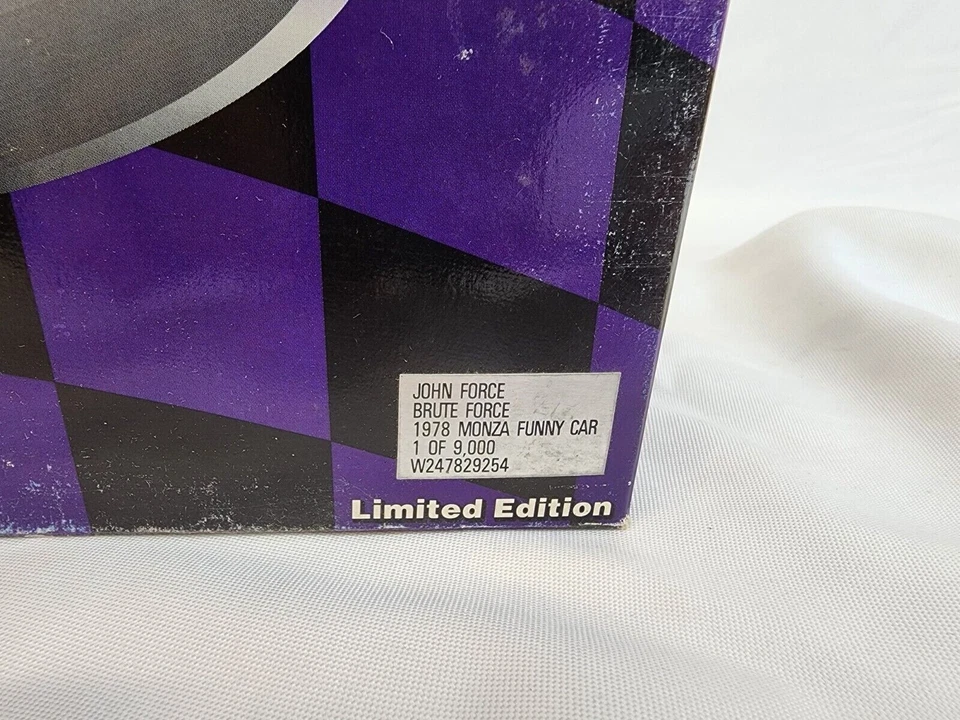 JOHN FORCE
BRUTE FORCE
1978 MONZA FUNNY CAR
1 OF 9,000
W247829254
Limited Edition